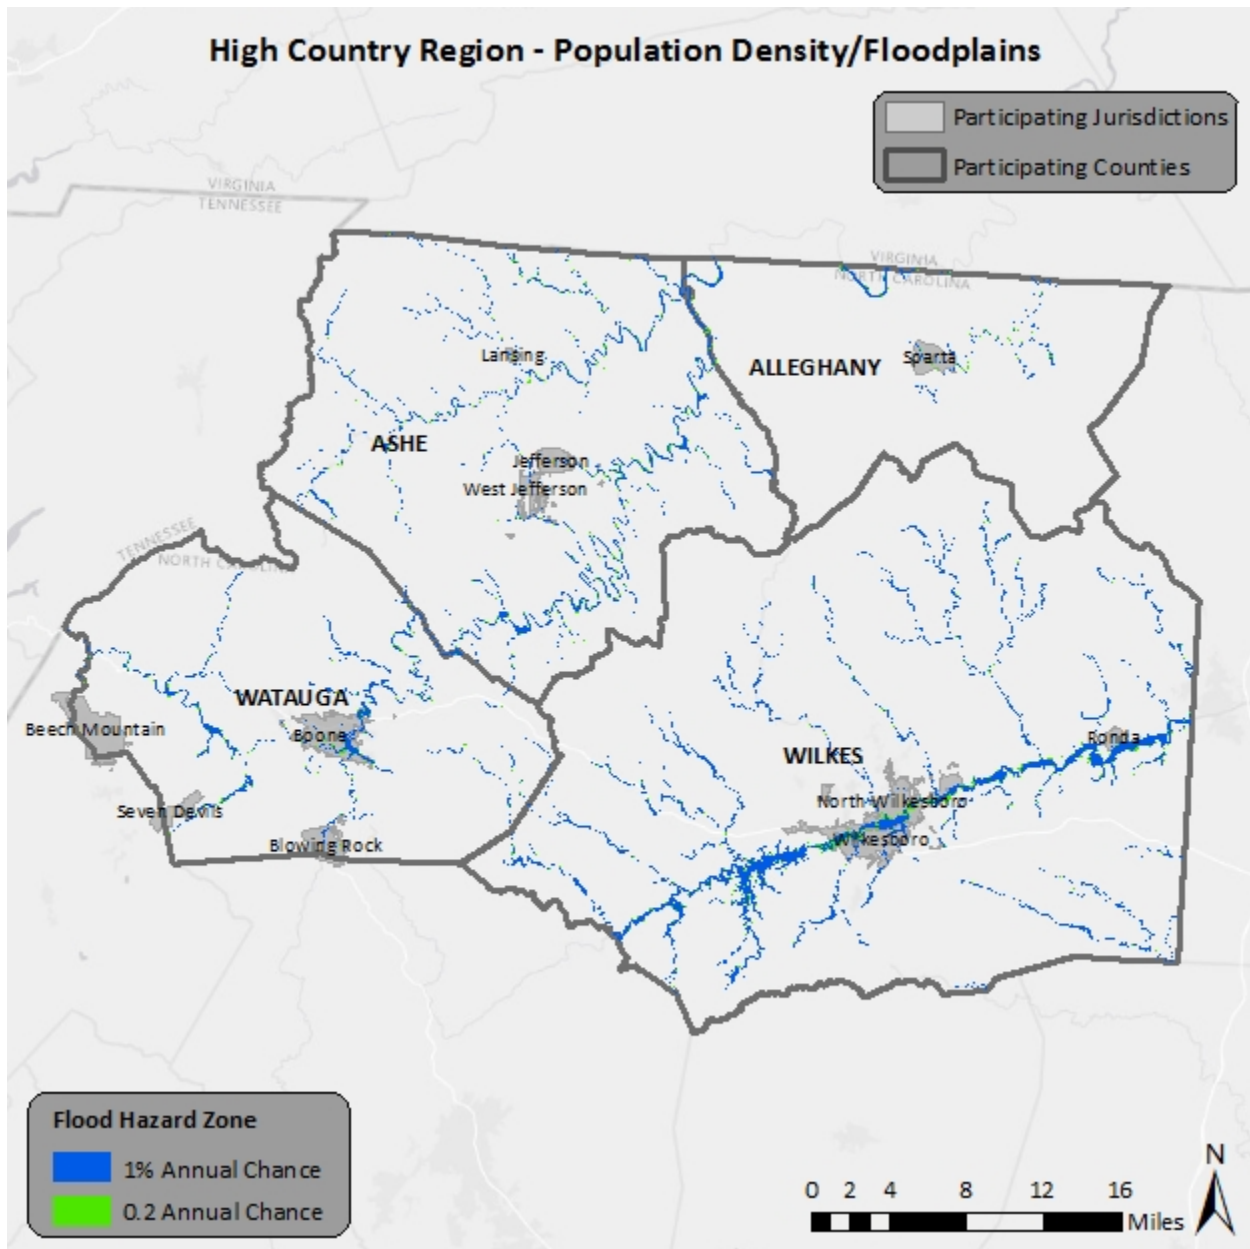 High Country Region - Population Density/Floodplains
Participating Jurisdictions
Participating Counties
VIRGINIA
TENNESSEE
VIRGINIA
NORTH CAROLINA
Lansing
ALLEGHANY
Sparta
ASHE
Jefferson
West Jefferson
TENNESSEE
NORTH CAROLINA
WATAUGA
Beech Mountain
Boone
Ronda
WILKES
North Wilkesboro
Seven Devils
Wilkesboro
Blowing Rock
Flood Hazard Zone
1% Annual Chance
0.2 Annual Chance
N
0 2 4 8 12 16
Miles